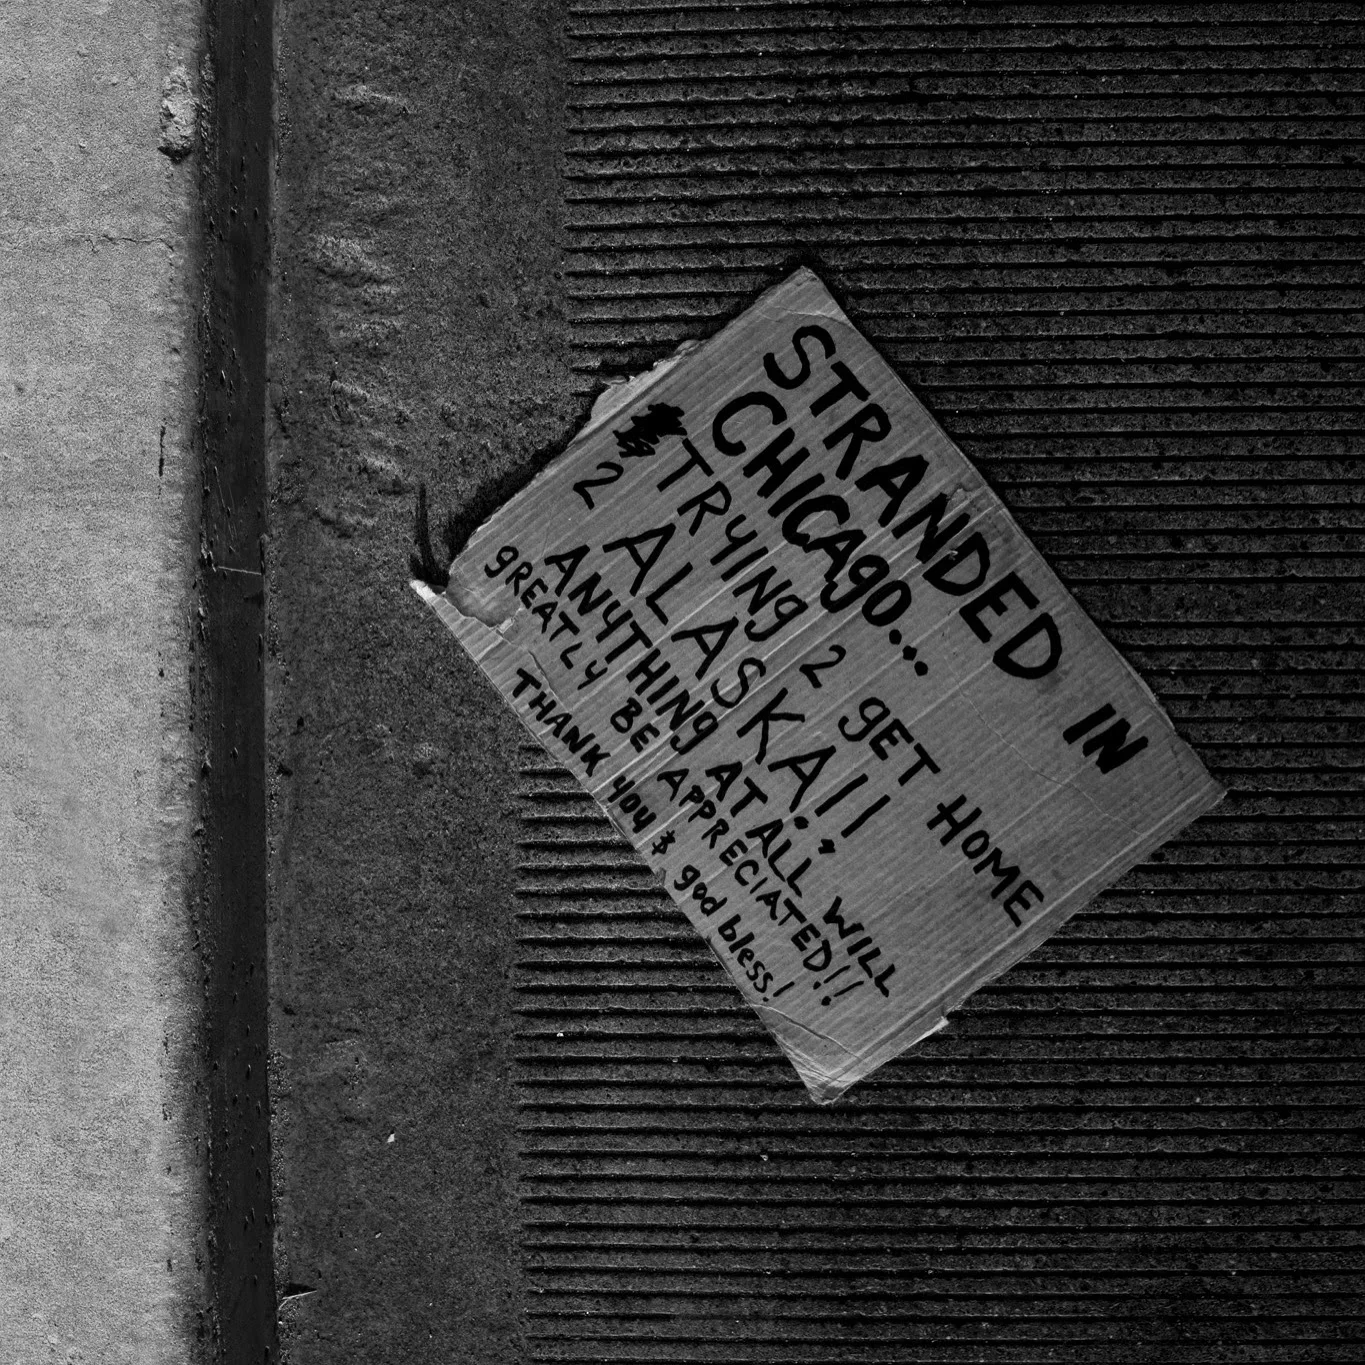 STRANDED IN
CHICAgO...
TRYINg 2 gET HOME
2 ALASKA!!
ANYTHINg AT ALL WILL
gREATLY BE APPRECIATED!!
THANK YOU & god bless!